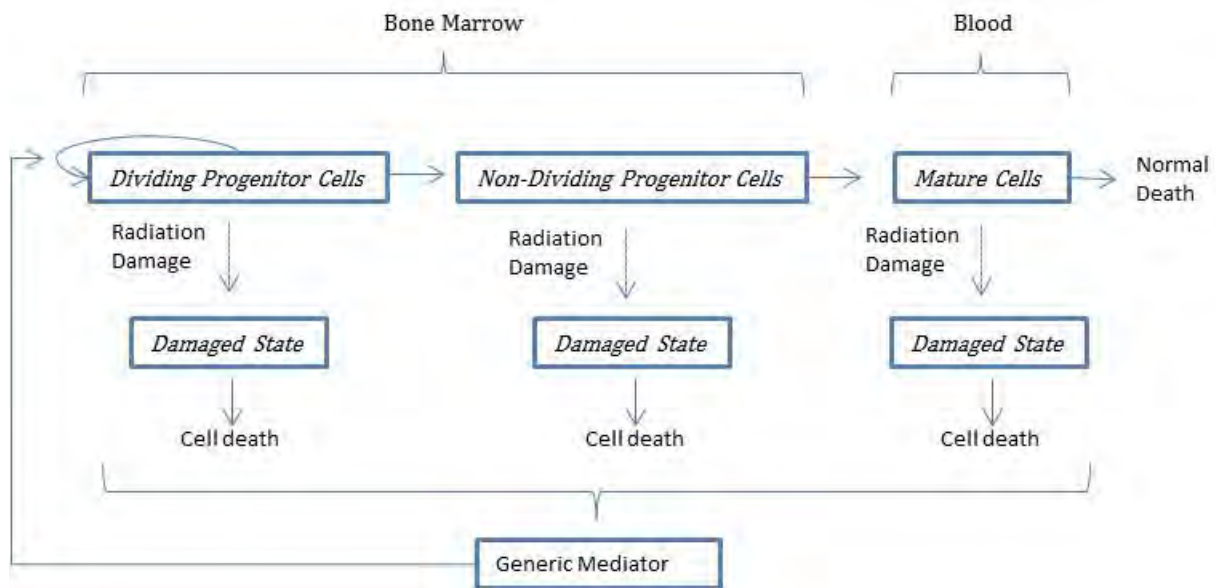 Bone Marrow
Blood
Dividing Progenitor Cells
Non-Dividing Progenitor Cells
Mature Cells
Normal
Death
Radiation
Damage
Radiation
Damage
Radiation
Damage
Damaged State
Damaged State
Damaged State
Cell death
Cell death
Cell death
Generic Mediator